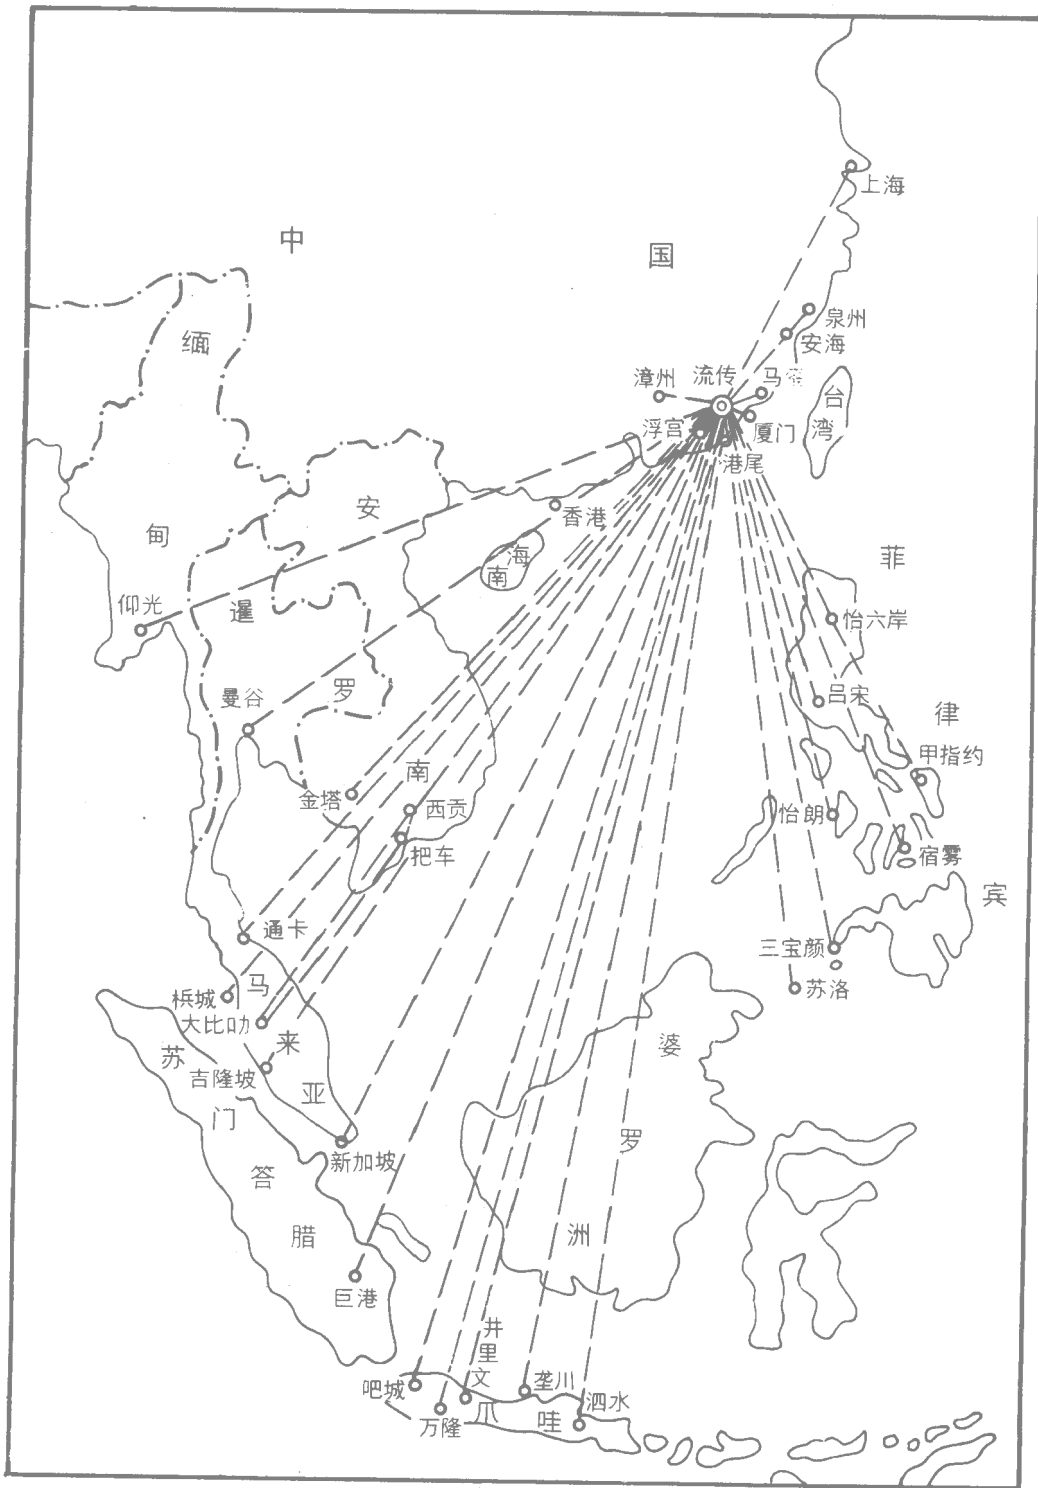 上海
中国
泉州
安海
缅甸
漳州
流传
马
台湾
浮宫
厦门
港尾
安南
香港
海南
菲律宾
仰光
暹罗
怡六岸
曼谷
吕宋
甲指约
金塔
西贡
怡朗
把车
宿雾
通卡
三宝颜
槟城
马来亚
苏洛
大比叻
苏门答腊
吉隆坡
婆罗洲
新加坡
巨港
井里文
吧城
垄川
泗水
万隆
爪哇